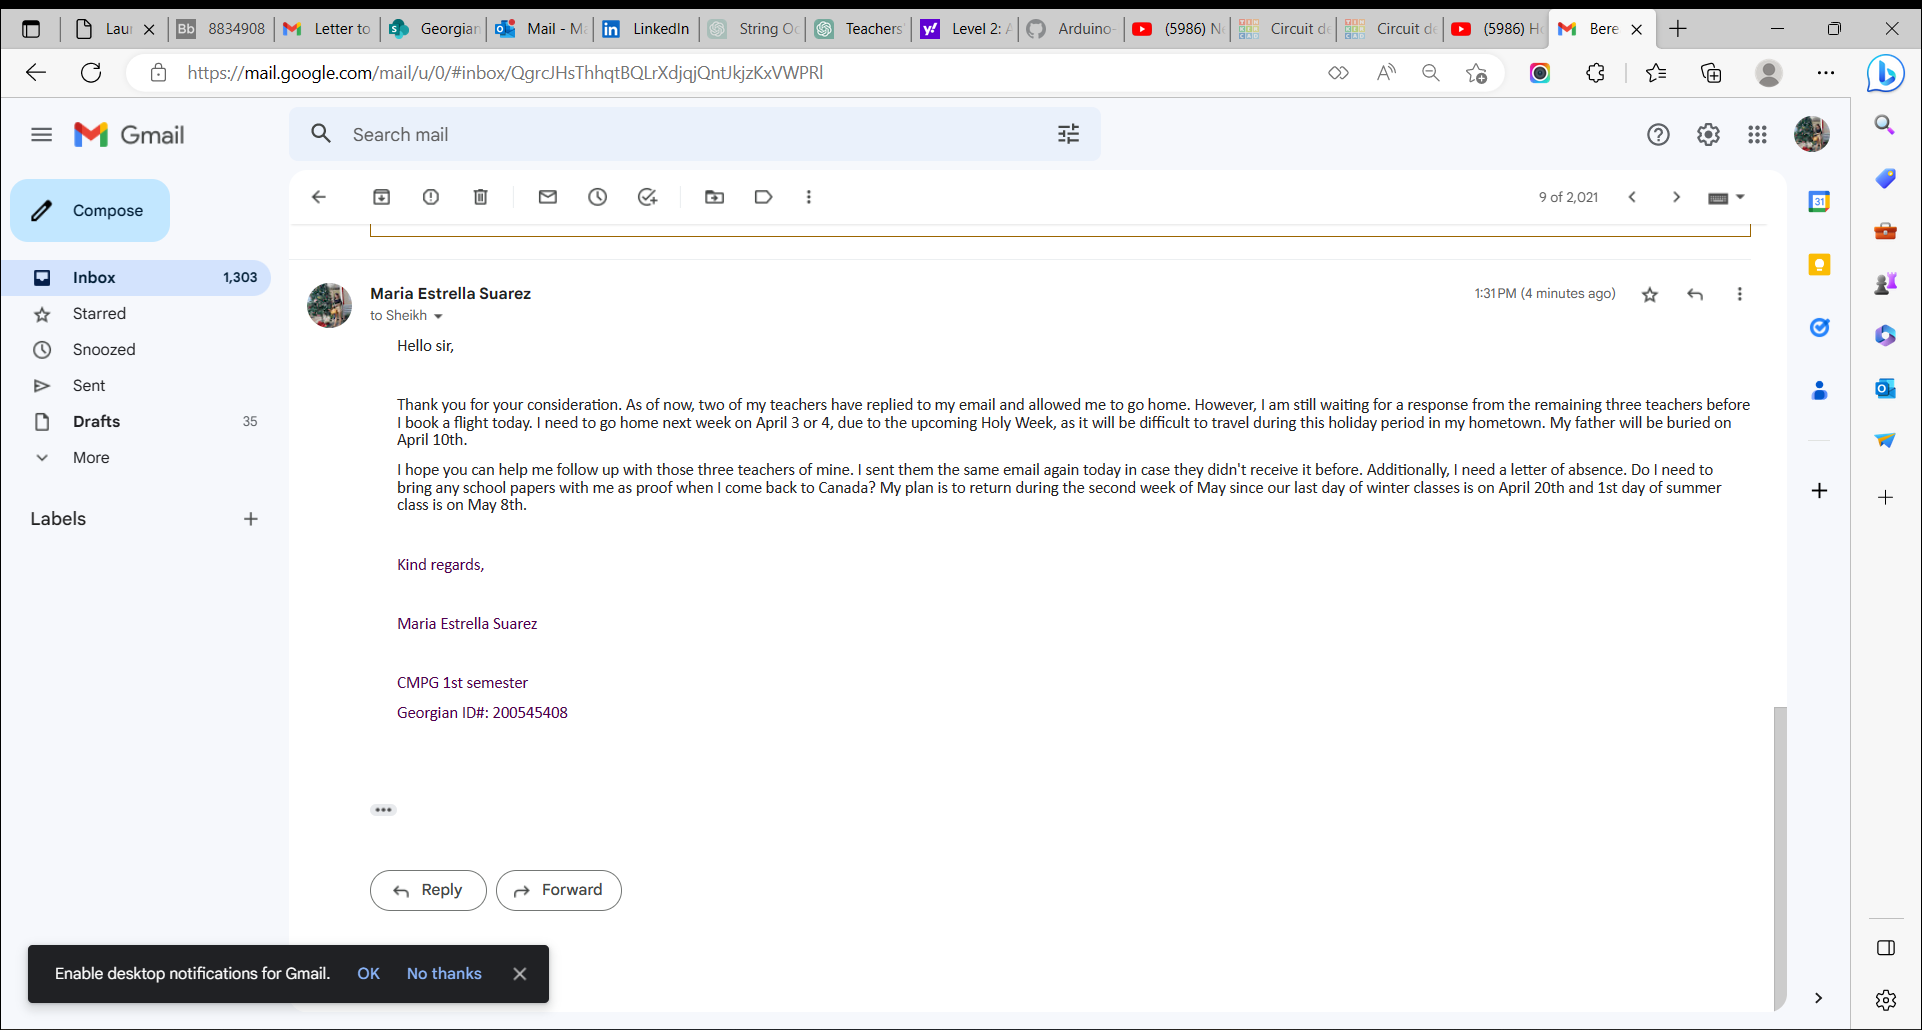 Lau
8834908
Letter to
Georgian
Mail - Ma
LinkedIn
String Oc
Teachers'
Level 2: A
Arduino-
(5986) Ne
Circuit de
Circuit de
(5986) Ho
Bere
https://mail.google.com/mail/u/0/#inbox/QgrcJHsThhqtBQLrXdjqjQntJkjzKxVWPRl
Gmail
Search mail
Compose
9 of 2,021
Inbox 1,303
Starred
Snoozed
Sent
Drafts 35
More
Labels
Maria Estrella Suarez
1:31 PM (4 minutes ago)
to Sheikh
Hello sir,
Thank you for your consideration. As of now, two of my teachers have replied to my email and allowed me to go home. However, I am still waiting for a response from the remaining three teachers before
I book a flight today. I need to go home next week on April 3 or 4, due to the upcoming Holy Week, as it will be difficult to travel during this holiday period in my hometown. My father will be buried on
April 10th.
I hope you can help me follow up with those three teachers of mine. I sent them the same email again today in case they didn't receive it before. Additionally, I need a letter of absence. Do I need to
bring any school papers with me as proof when I come back to Canada? My plan is to return during the second week of May since our last day of winter classes is on April 20th and 1st day of summer
class is on May 8th.
Kind regards,
Maria Estrella Suarez
CMPG 1st semester
Georgian ID#: 200545408
Reply
Forward
Enable desktop notifications for Gmail. OK No thanks